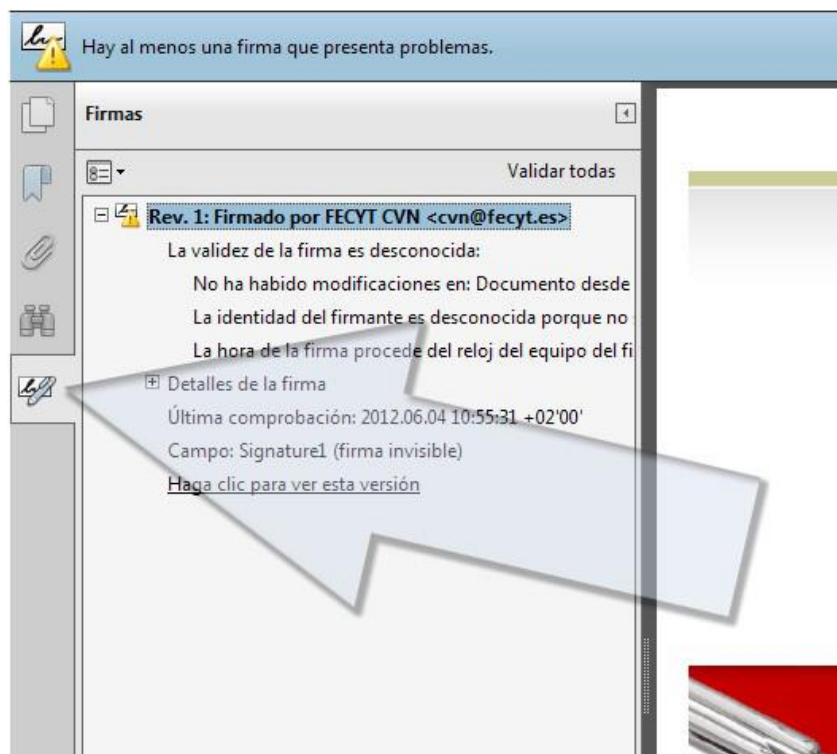 Hay al menos una firma que presenta problemas.
Firmas
Validar todas
Rev. 1: Firmado por FECYT CVN <cvn@fecyt.es>
La validez de la firma es desconocida:
No ha habido modificaciones en: Documento desde
La identidad del firmante es desconocida porque no
La hora de la firma procede del reloj del equipo del fi
Detalles de la firma
Última comprobación: 2012.06.04 10:55:31 +02'00'
Campo: Signature1 (firma invisible)
Haga clic para ver esta versión